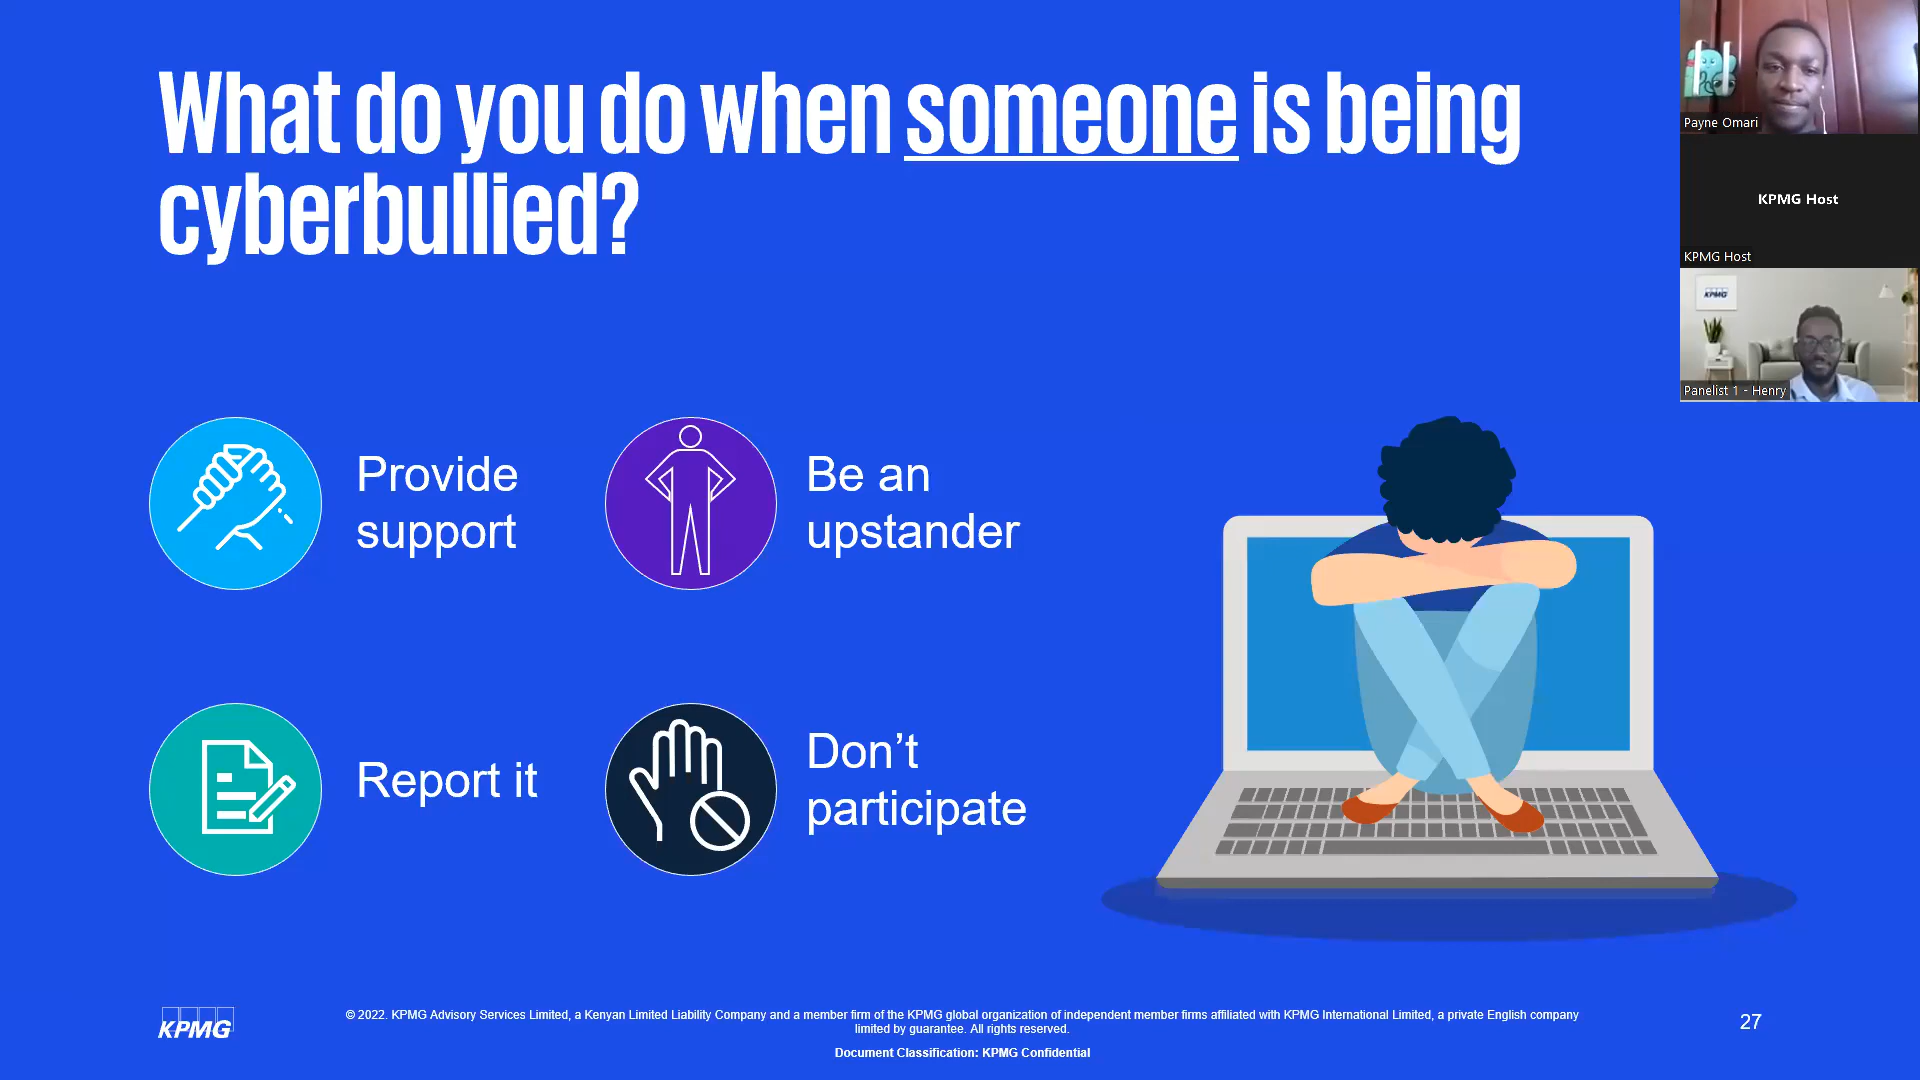 What do you do when someone is being
cyberbullied?
Payne Omari
KPMG Host
KPMG Host
KPMG
Panelist 1 - Henry
Provide
support
Be an
upstander
Report it
Don’t
participate
KPMG
© 2022. KPMG Advisory Services Limited, a Kenyan Limited Liability Company and a member firm of the KPMG global organization of independent member firms affiliated with KPMG International Limited, a private English company
limited by guarantee. All rights reserved.
Document Classification: KPMG Confidential
27